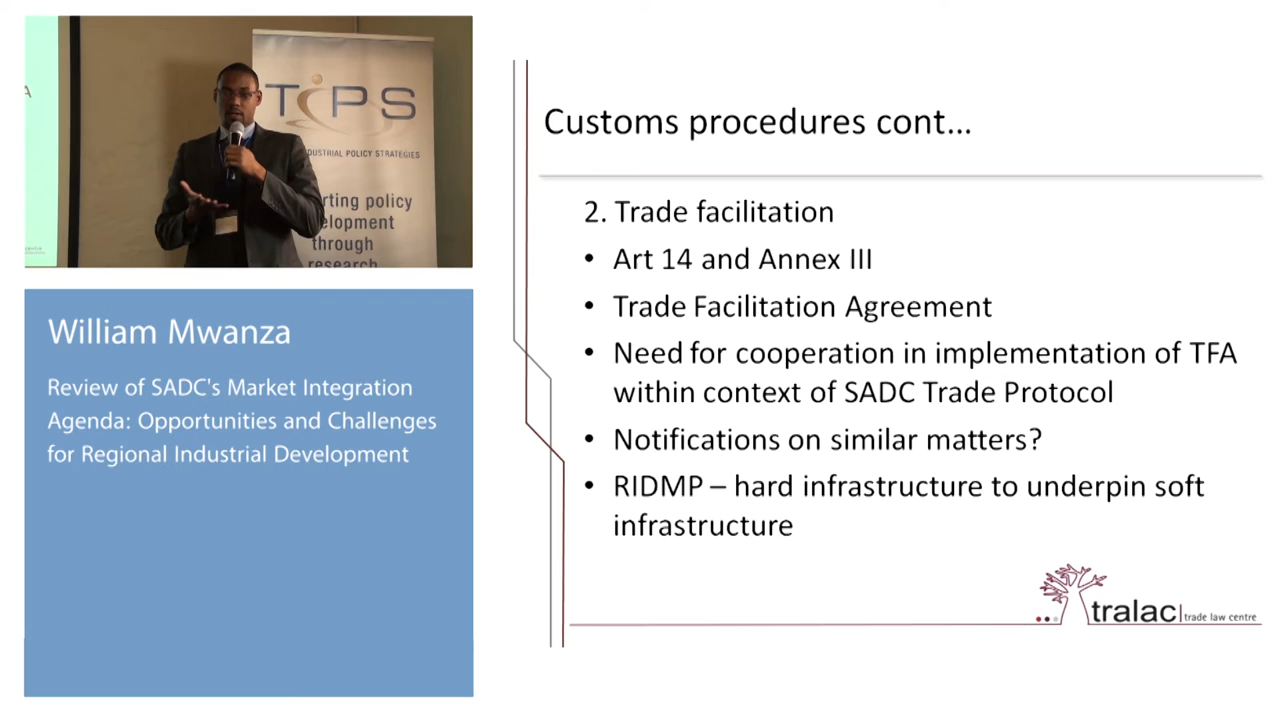 A
TiPS
DUSTRIAL POLICY STRATEGIES
rting policy
elopment
through
research
William Mwanza
Review of SADC's Market Integration
Agenda: Opportunities and Challenges
for Regional Industrial Development
Customs procedures cont...
2. Trade facilitation
• Art 14 and Annex III
• Trade Facilitation Agreement
• Need for cooperation in implementation of TFA
within context of SADC Trade Protocol
• Notifications on similar matters?
• RIDMP – hard infrastructure to underpin soft
infrastructure
tralac| trade law centre